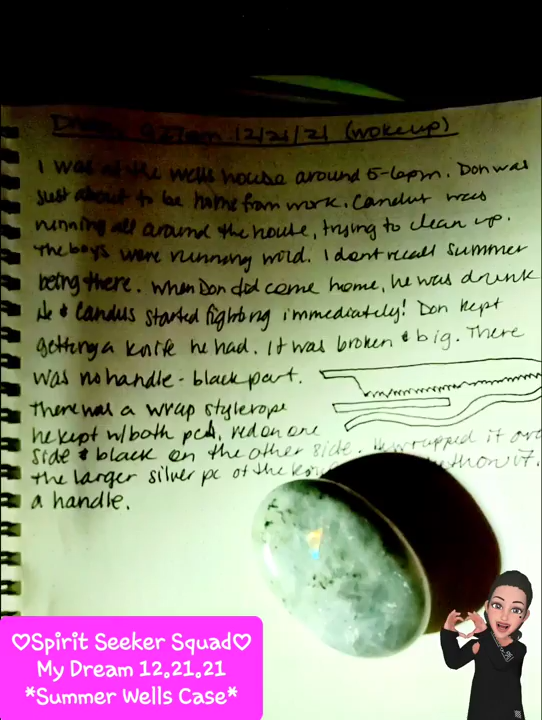 Dream 12/21/21 (wokeup)
I was at the wells house around 5-6pm. Don was
just about to be home from work. Candus was
running all around the house, trying to clean up.
The boys were running wild. I dont recall Summer
being there. When Don did come home, he was drunk
He & Candus started fighting immediately! Don kept
getting a knife he had. It was broken & big. There
was no handle - black part.
There was a wrap style rope
he kept w/both pcs, red on one
side & black on the other side. He wrapped it
the larger silver pc of the
a handle.
♡Spirit Seeker Squad♡
My Dream 12.21.21
*Summer Wells Case*